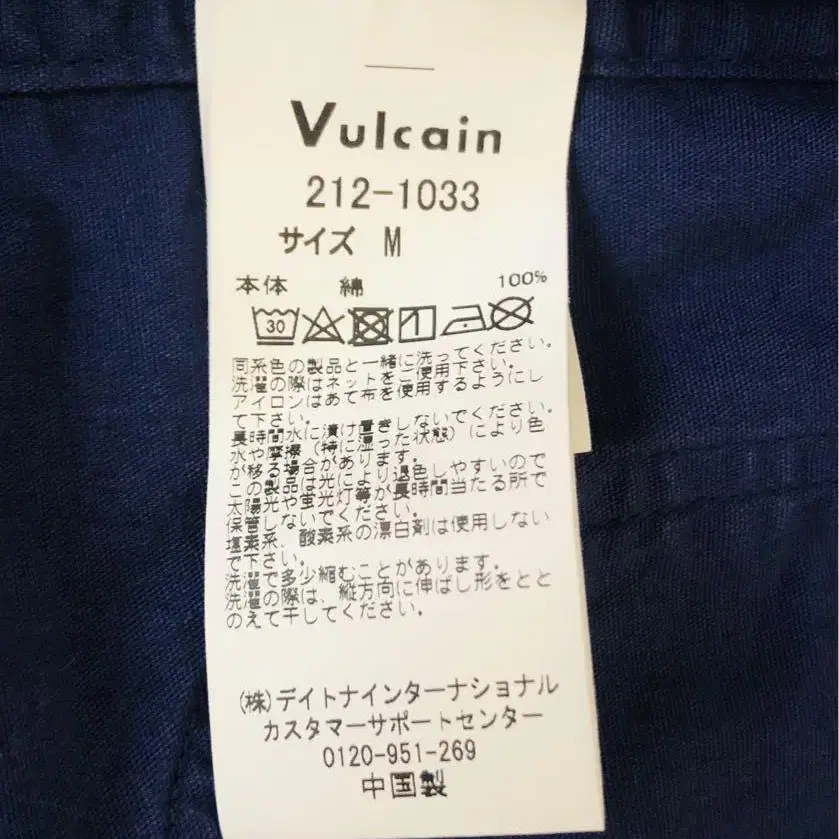 Vulcain
212-1033
サイズ M
本体 綿 100%
30
同系色の製品と一緒に洗ってください。
洗濯の際はネットをご使用下さい。
アイロンはあて布を使用するようにし
て下さい。
長時間水に漬け置きしないでください。
水や摩擦（特に湿った状態）により色
が移る場合があります。
この製品は光により退色しやすいので
太陽光や蛍光灯等が長時間当たる所で
保管しないでください。
塩素系、酸素系の漂白剤は使用しない
で下さい。
洗濯で多少縮むことがあります。
洗濯の際は、縦方向に伸ばし形をとと
のえて干してください。
(株)デイトナインターナショナル
カスタマーサポートセンター
0120-951-269
中国製